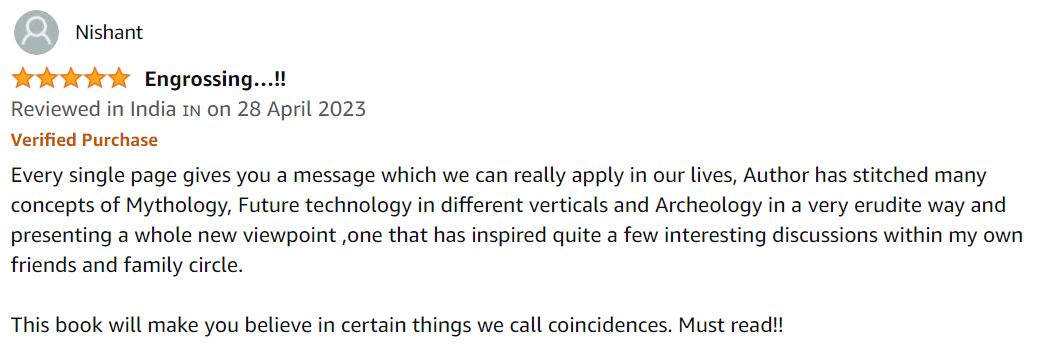 Nishant
Engrossing...!!
Reviewed in India IN on 28 April 2023
Verified Purchase
Every single page gives you a message which we can really apply in our lives, Author has stitched many
concepts of Mythology, Future technology in different verticals and Archeology in a very erudite way and
presenting a whole new viewpoint ,one that has inspired quite a few interesting discussions within my own
friends and family circle.
This book will make you believe in certain things we call coincidences. Must read!!